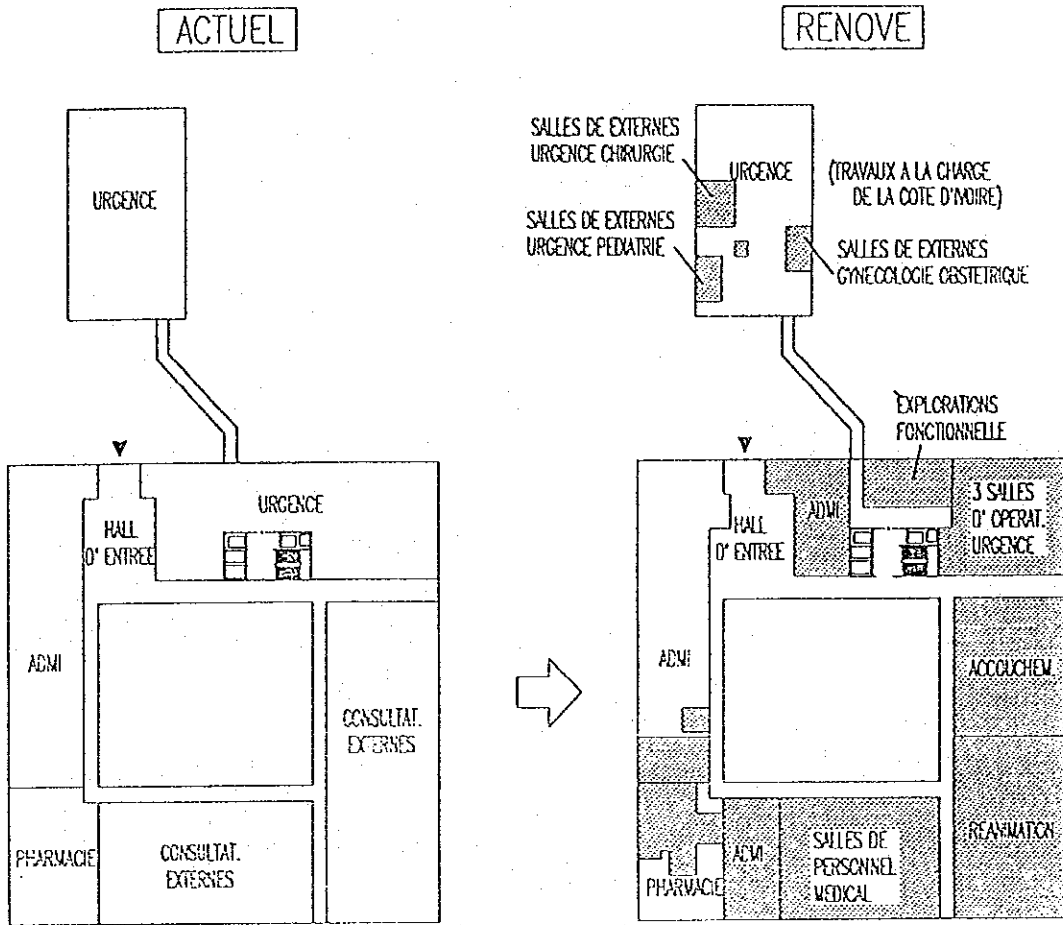 ACTUEL
URGENCE
URGENCE
HALL
D'ENTREE
ADMI
CONSULTAT.
EXTERNES
PHARMACIE
CONSULTAT.
EXTERNES
RENOVE
SALLES DE EXTERNES
URGENCE CHIRURGIE
URGENCE
(TRAVAUX A LA CHARGE
DE LA COTE D'IVOIRE)
SALLES DE EXTERNES
URGENCE PEDIATRIE
SALLES DE EXTERNES
GYNECOLOGIE OBSTETRIQUE
EXPLORATIONS
FONCTIONNELLE
HALL
D'ENTREE
ADMI
3 SALLES
D'OPERAT.
URGENCE
ADMI
ACCOUCHEM.
REANIMATION
PHARMACIE
ADMI
SALLES DE
PERSONNEL
MEDICAL